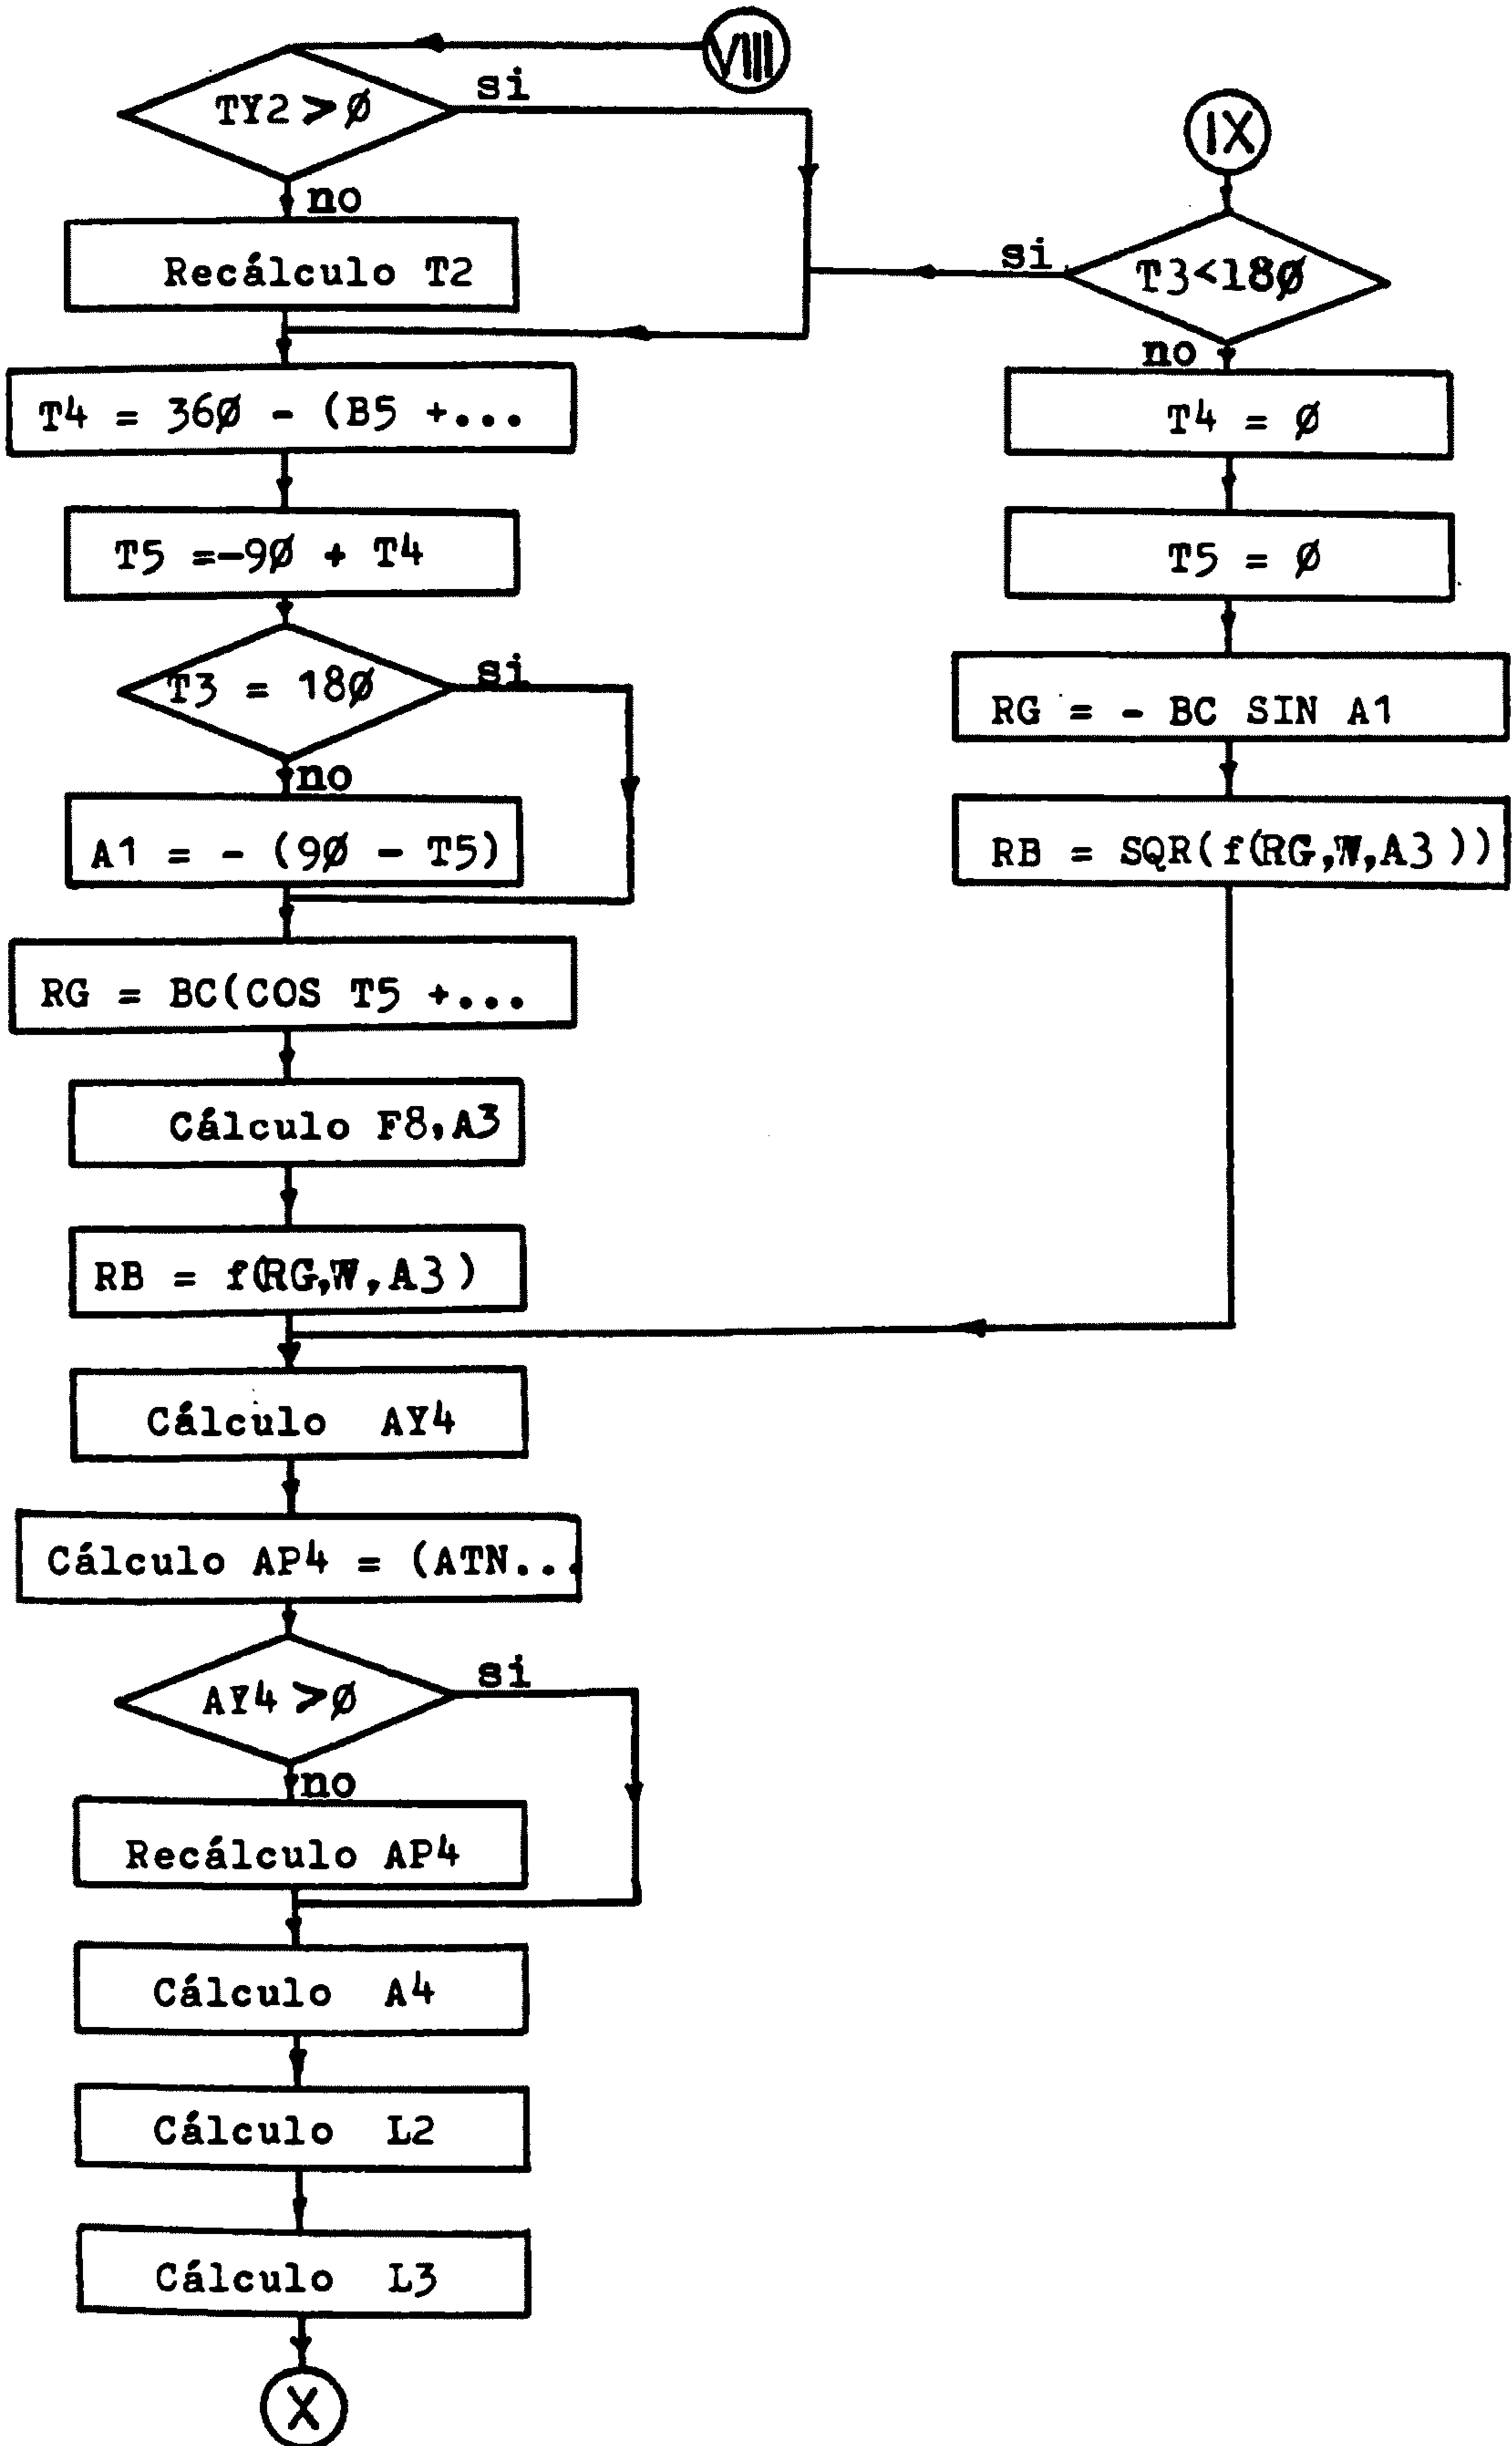 VIII
TY2 > Ø
si
no
Recálculo T2
T4 = 36Ø - (B5 +...
T5 =-9Ø + T4
T3 = 18Ø
si
no
A1 = - (9Ø - T5)
RG = BC(COS T5 +...
Cálculo F8,A3
RB = f(RG,W,A3)
Cálculo AY4
Cálculo AP4 = (ATN...
AY4 >Ø
si
no
Recálculo AP4
Cálculo A4
Cálculo L2
Cálculo L3
X
IX
T3<18Ø
si
no
T4 = Ø
T5 = Ø
RG = - BC SIN A1
RB = SQR(f(RG,W,A3))